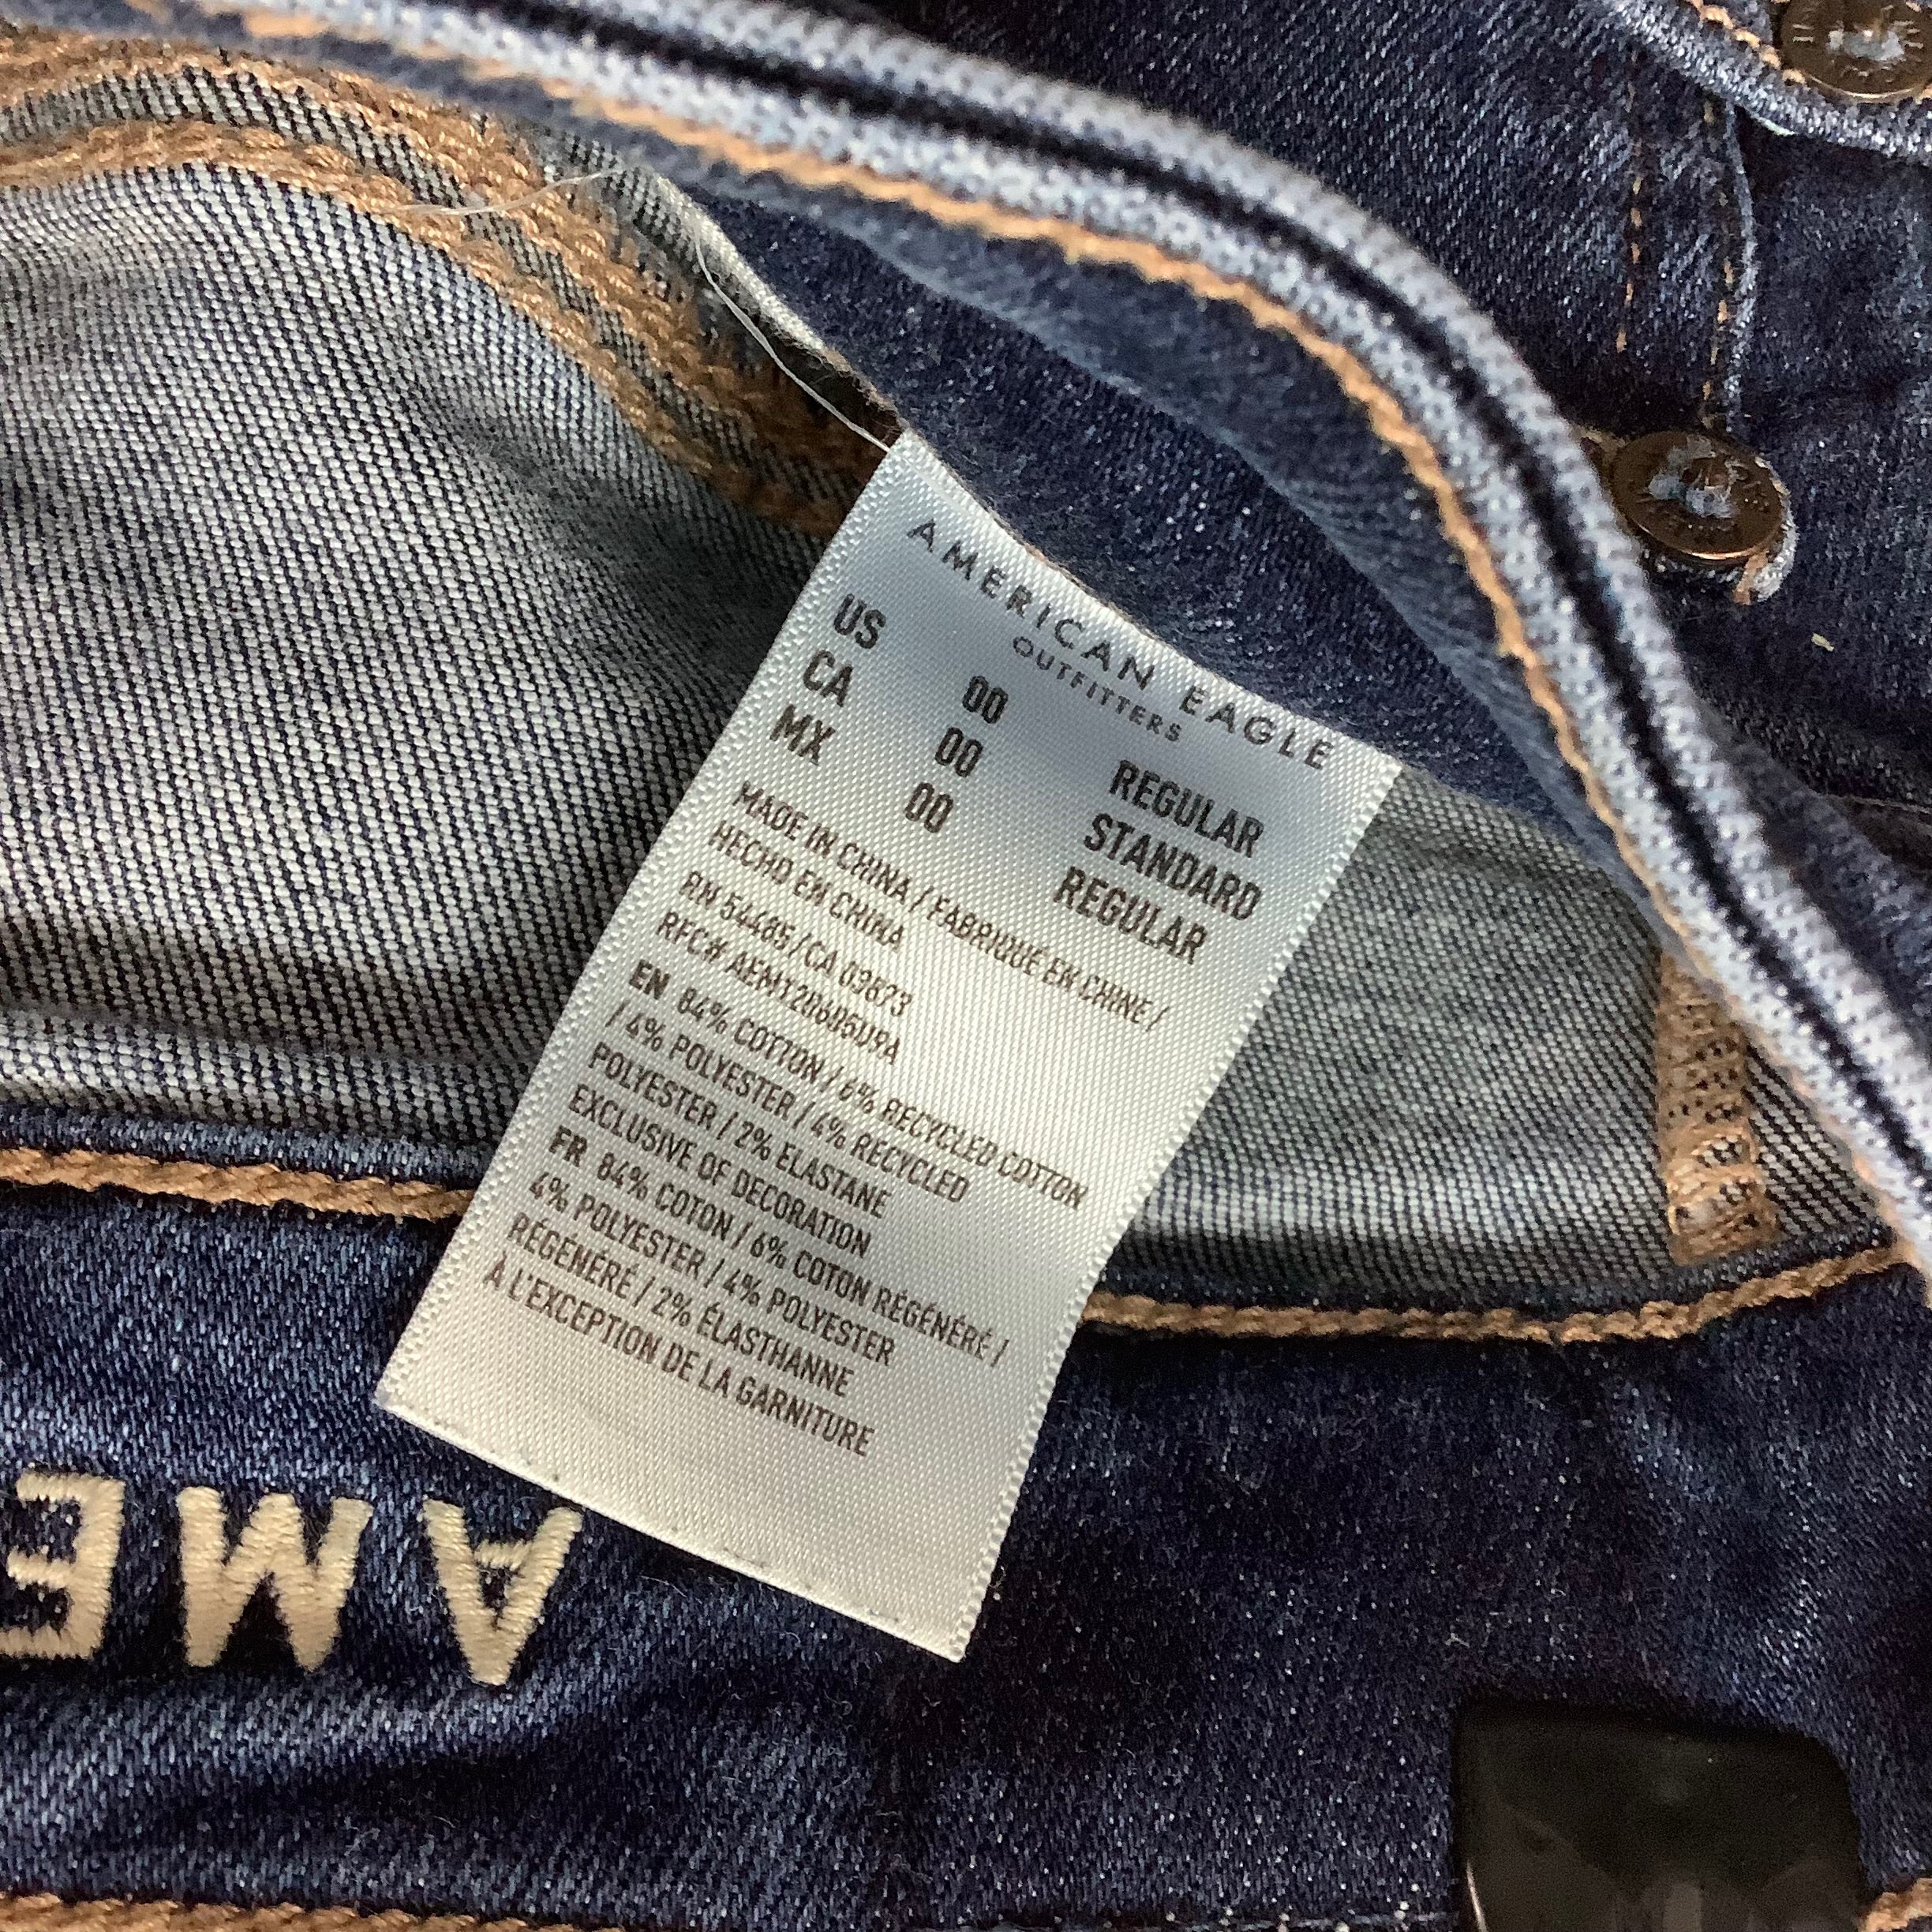 AMERICAN EAGLE
OUTFITTERS
US 00 REGULAR
CA 00 STANDARD
MX 00 REGULAR
MADE IN CHINA / FABRIQUÉ EN CHINE /
HECHO EN CHINA
RN 54485/CA 03673
RFC# AEM120605U9A
EN 84% COTTON / 6% RECYCLED COTTON
/ 4% POLYESTER / 4% RECYCLED
POLYESTER / 2% ELASTANE
EXCLUSIVE OF DECORATION
FR 84% COTON / 6% COTON RÉGÉNÉRÉ /
4% POLYESTER / 4% POLYESTER
RÉGÉNÉRÉ / 2% ÉLASTHANNE
À L'EXCEPTION DE LA GARNITURE
AME